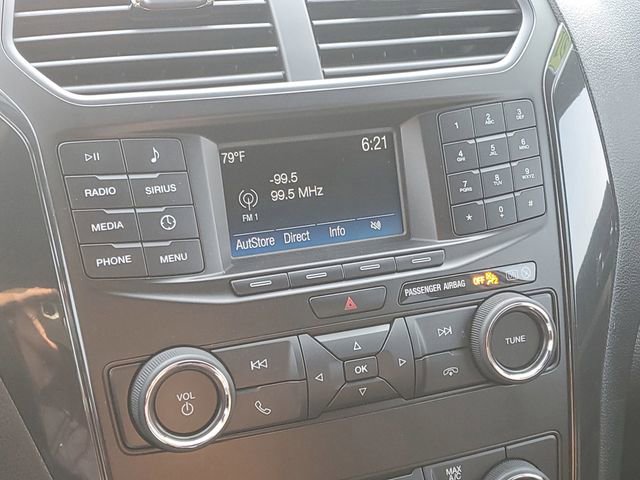 79°F
6:21
-99.5
99.5 MHz
FM 1
AutoStore Direct Info
RADIO
SIRIUS
MEDIA
PHONE
MENU
1
2 ABC
3 DEF
4 GHI
5 JKL
6 MNO
7 PRQS
8 TUV
9 WXYZ
*
0 +
#
PASSENGER AIRBAG OFF
VOL
OK
TUNE
MAX
A/C